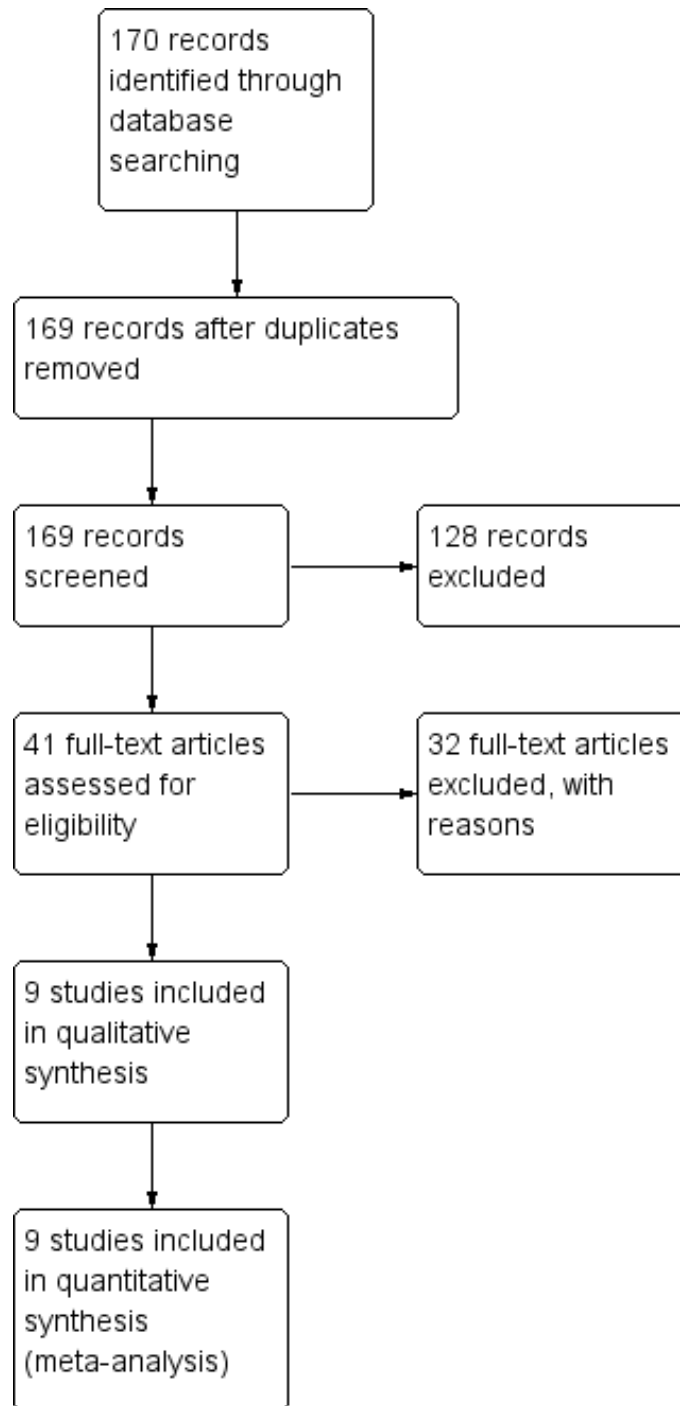 170 records
identified through
database
searching
169 records after duplicates
removed
169 records
screened
128 records
excluded
41 full-text articles
assessed for
eligibility
32 full-text articles
excluded, with
reasons
9 studies included
in qualitative
synthesis
9 studies included
in quantitative
synthesis
(meta-analysis)